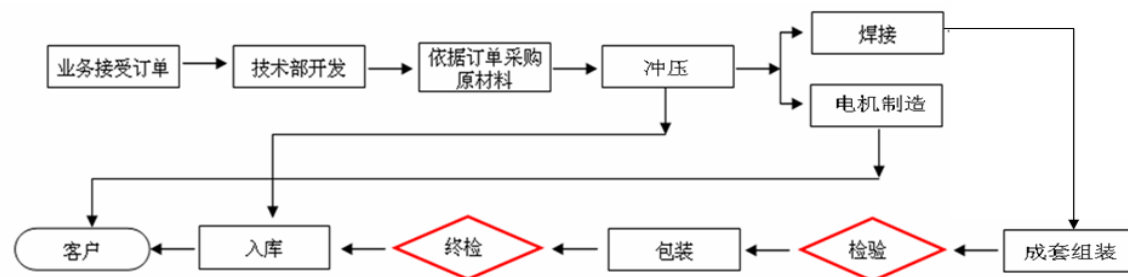 业务接受订单
技术部开发
依据订单采购
原材料
冲压
焊接
电机制造
客户
入库
终检
包装
检验
成套组装